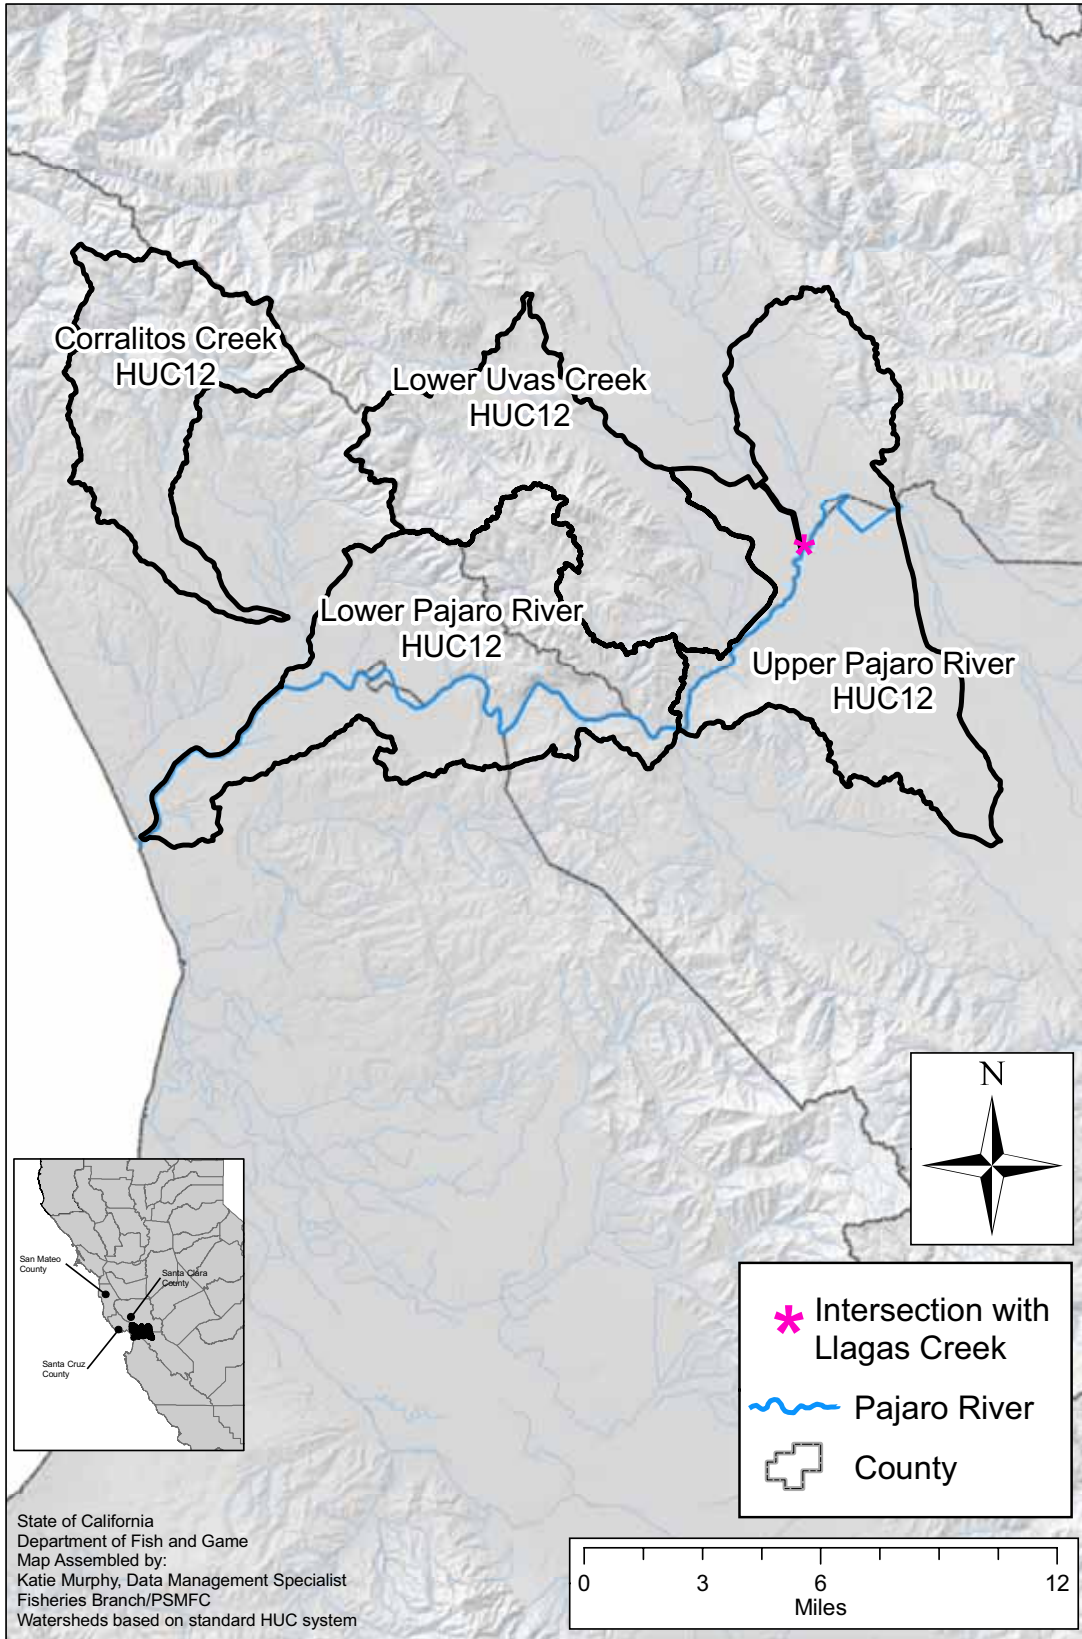 Corralitos Creek
HUC12
Lower Uvas Creek
HUC12
Lower Pajaro River
HUC12
Upper Pajaro River
HUC12
N
San Mateo
County
Santa Clara
County
Santa Cruz
County
Intersection with
Llagas Creek
Pajaro River
County
State of California
Department of Fish and Game
Map Assembled by:
Katie Murphy, Data Management Specialist
Fisheries Branch/PSMFC
Watersheds based on standard HUC system
0 3 6 12
Miles